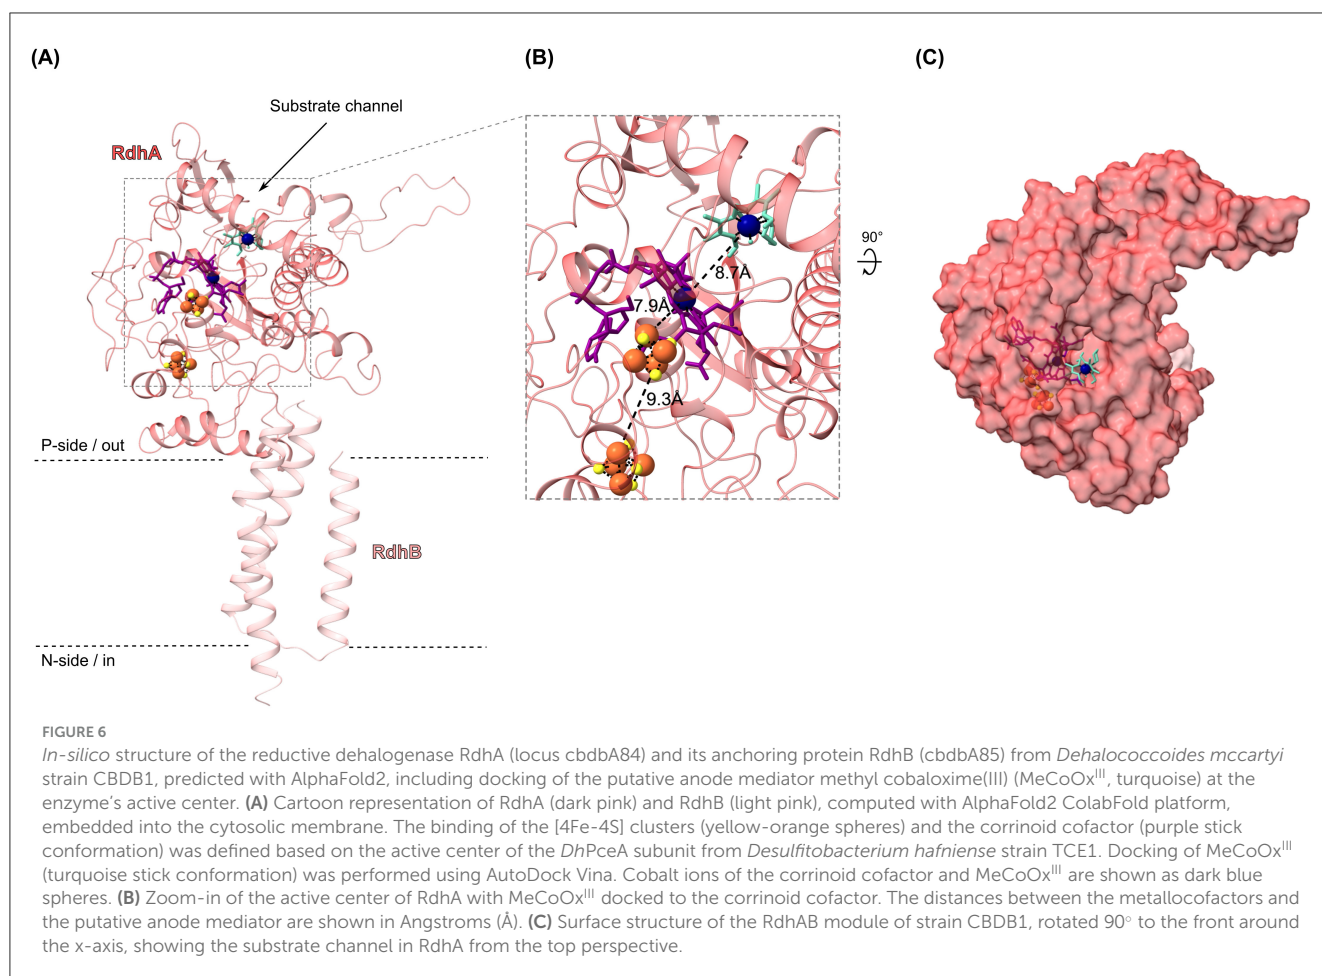 (A)
(B)
(C)
Substrate channel
RdhA
8.7Å
7.9Å
9.3Å
90°
P-side / out
RdhB
N-side / in
FIGURE 6
In-silico structure of the reductive dehalogenase RdhA (locus cbdbA84) and its anchoring protein RdhB (cbdbA85) from Dehalococcoides mccartyi
strain CBDB1, predicted with AlphaFold2, including docking of the putative anode mediator methyl cobaloxime(III) (MeCoOxᴵᴵᴵ, turquoise) at the
enzyme's active center. (A) Cartoon representation of RdhA (dark pink) and RdhB (light pink), computed with AlphaFold2 ColabFold platform,
embedded into the cytosolic membrane. The binding of the [4Fe-4S] clusters (yellow-orange spheres) and the corrinoid cofactor (purple stick
conformation) was defined based on the active center of the DhPceA subunit from Desulfitobacterium hafniense strain TCE1. Docking of MeCoOxᴵᴵᴵ
(turquoise stick conformation) was performed using AutoDock Vina. Cobalt ions of the corrinoid cofactor and MeCoOxᴵᴵᴵ are shown as dark blue
spheres. (B) Zoom-in of the active center of RdhA with MeCoOxᴵᴵᴵ docked to the corrinoid cofactor. The distances between the metallocofactors and
the putative anode mediator are shown in Angstroms (Å). (C) Surface structure of the RdhAB module of strain CBDB1, rotated 90° to the front around
the x-axis, showing the substrate channel in RdhA from the top perspective.